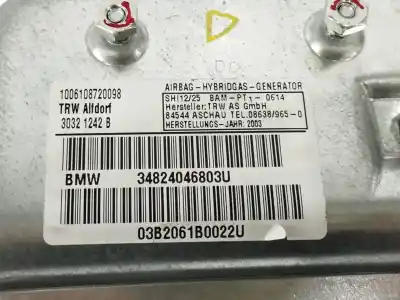 1006108720098
TRW Alfdorf
3032 1242 B
AIRBAG-HYBRIDGAS-GENERATOR
SHI12/25 BAM-PT1-0614
Hersteller: TRW AS GmbH
84544 ASCHAU TEL.08638/965-0
HERSTELLUNGS-JAHR: 2003
BMW 34824046803U
03B2061B0022U
D